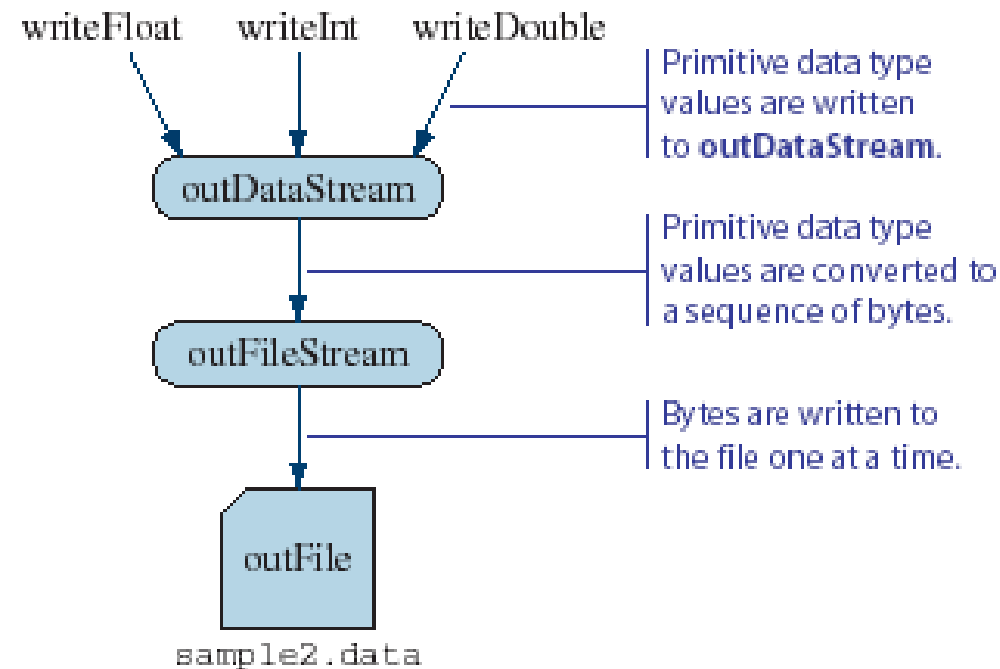 writeFloat writeInt writeDouble
Primitive data type
values are written
to outDataStream.
outDataStream
Primitive data type
values are converted to
a sequence of bytes.
outFileStream
Bytes are written to
the file one at a time.
outFile
sample2.data